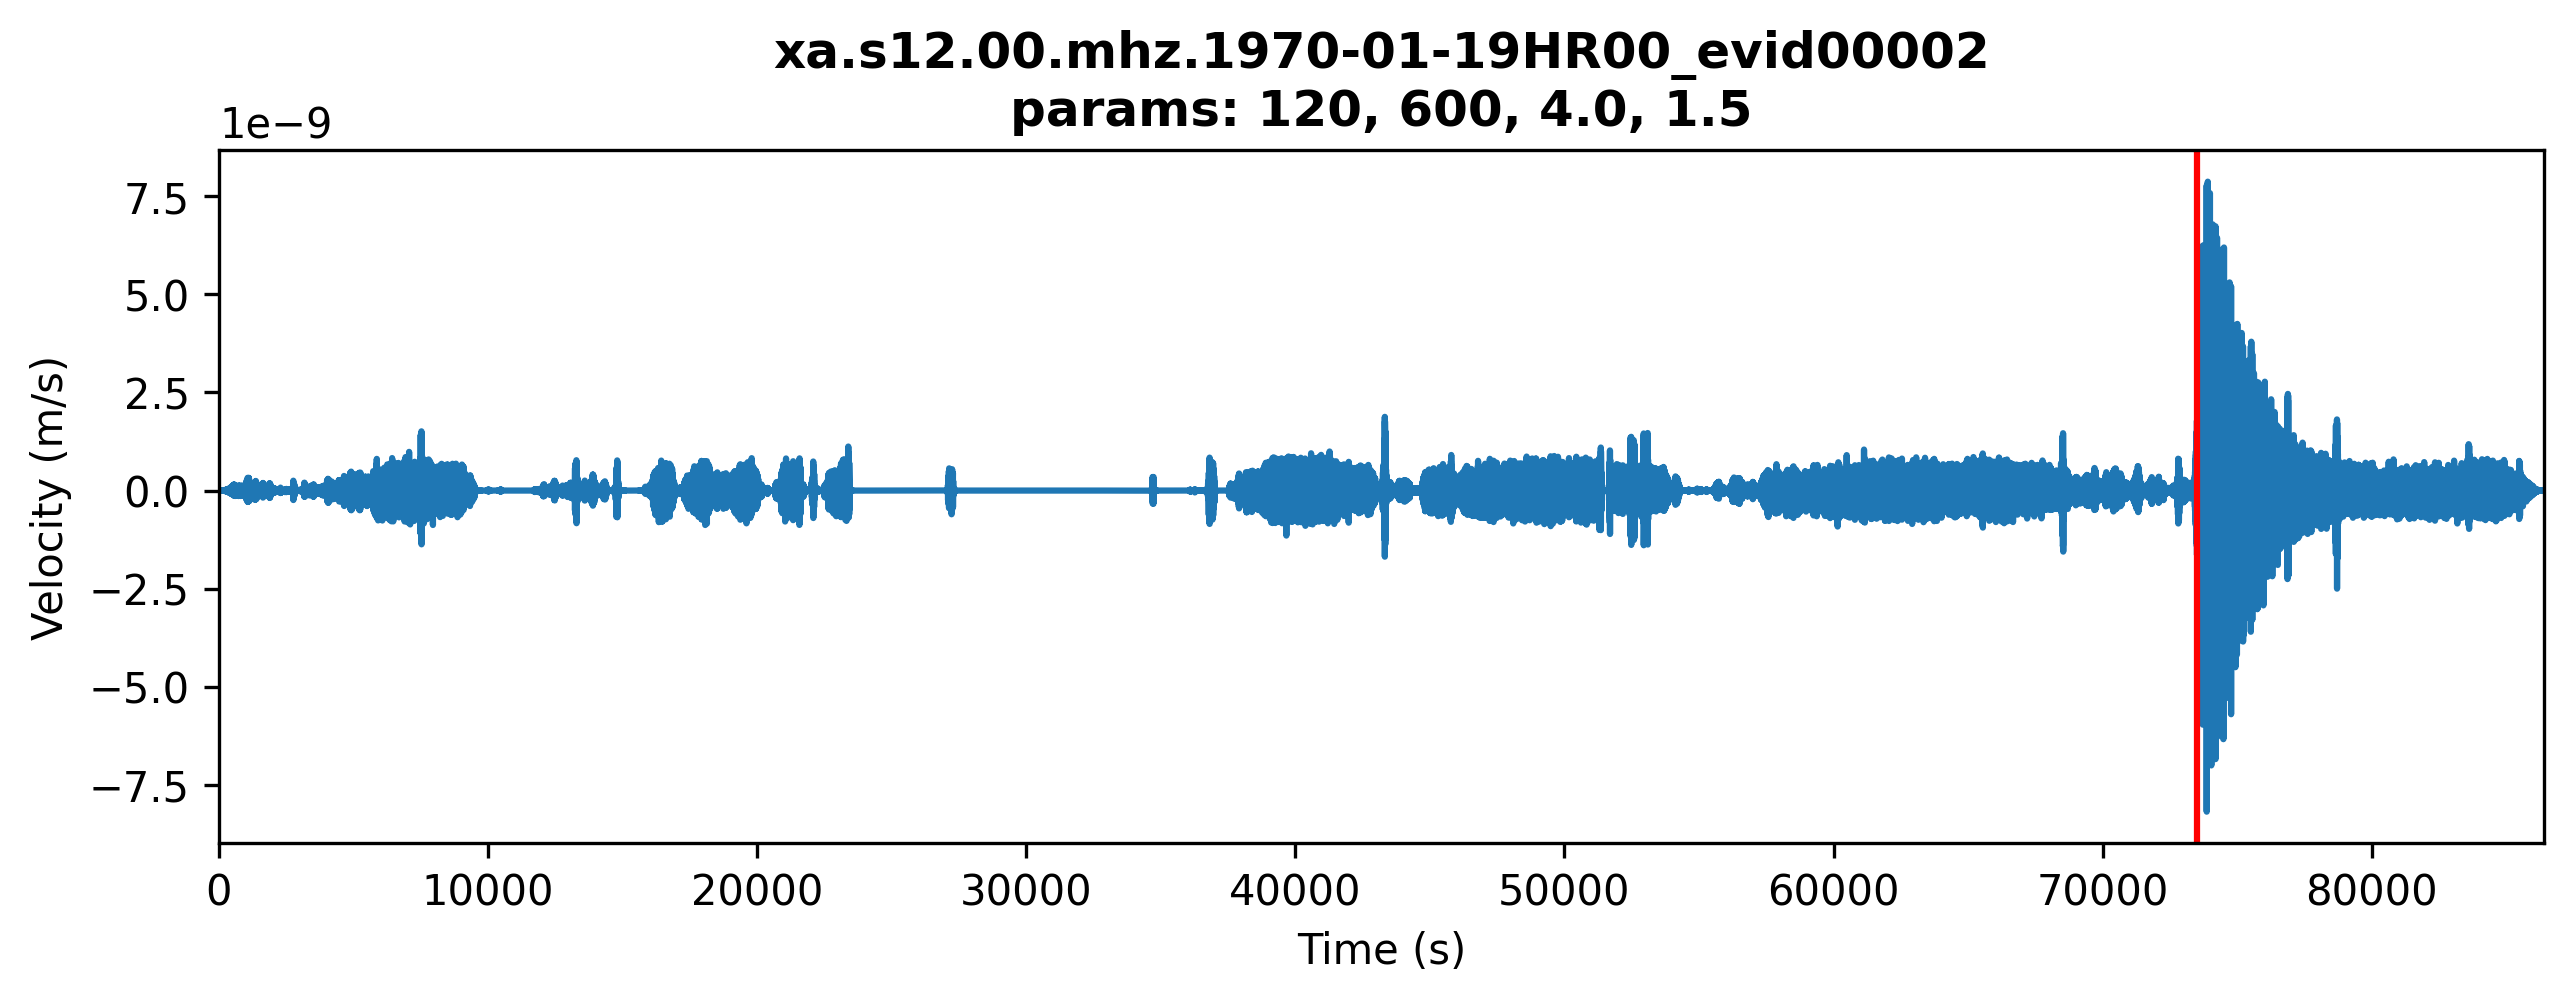 xa.s12.00.mhz.1970-01-19HR00_evid00002
params: 120, 600, 4.0, 1.5
1e−9
7.5
5.0
2.5
0.0
−2.5
−5.0
−7.5
Velocity (m/s)
0 10000 20000 30000 40000 50000 60000 70000 80000
Time (s)